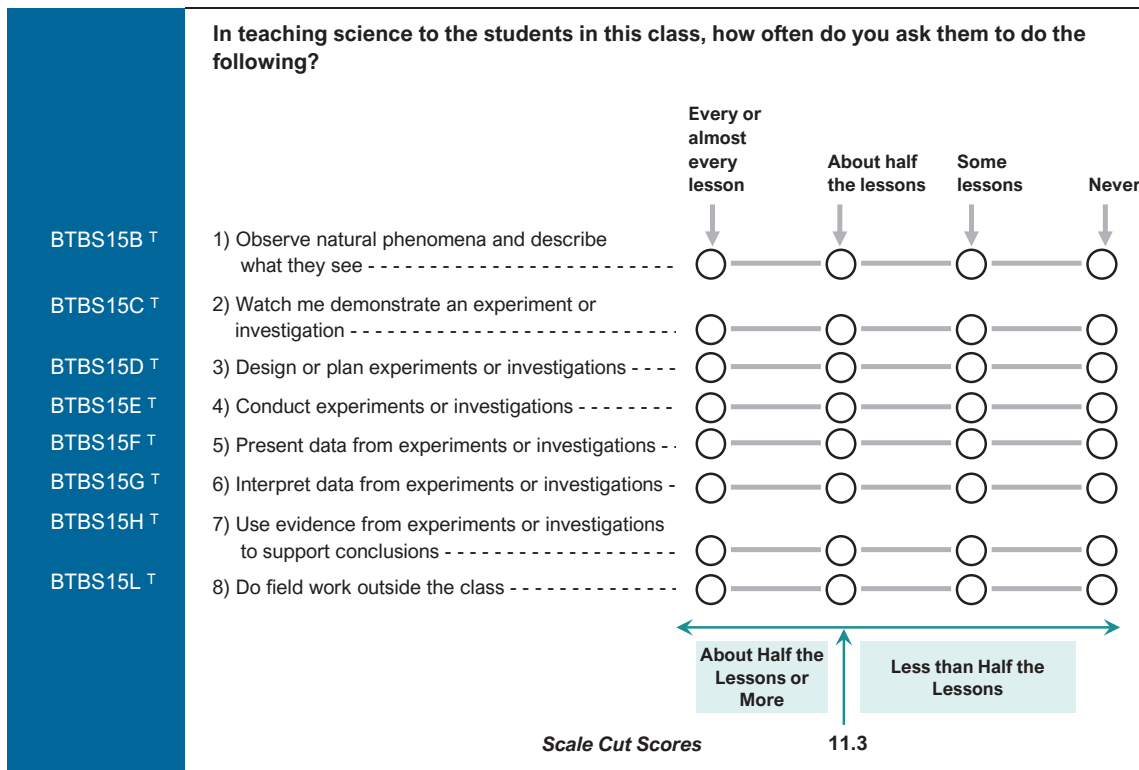 In teaching science to the students in this class, how often do you ask them to do the
following?
Every or
almost
every
lesson
About half
the lessons
Some
lessons
Never
BTBS15B T
1) Observe natural phenomena and describe
what they see - - - - - - - - - - - - - - - - - - - - - - - - - - -
BTBS15C T
2) Watch me demonstrate an experiment or
investigation - - - - - - - - - - - - - - - - - - - - - - - - - - - - -
BTBS15D T
3) Design or plan experiments or investigations - - - -
BTBS15E T
4) Conduct experiments or investigations - - - - - - - -
BTBS15F T
5) Present data from experiments or investigations - -
BTBS15G T
6) Interpret data from experiments or investigations -
BTBS15H T
7) Use evidence from experiments or investigations
to support conclusions - - - - - - - - - - - - - - - - - - - -
BTBS15L T
8) Do field work outside the class - - - - - - - - - - - - - -
About Half the
Lessons or
More
Less than Half the
Lessons
Scale Cut Scores 11.3